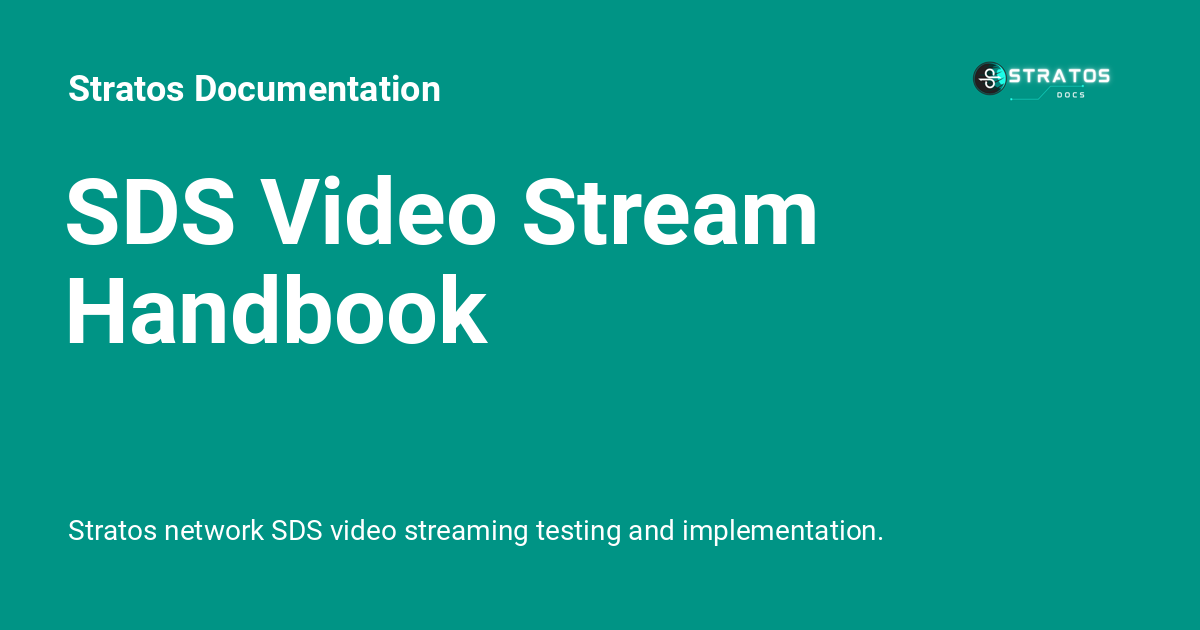 Stratos Documentation
STRATOS
DOCS
SDS Video Stream
Handbook
Stratos network SDS video streaming testing and implementation.